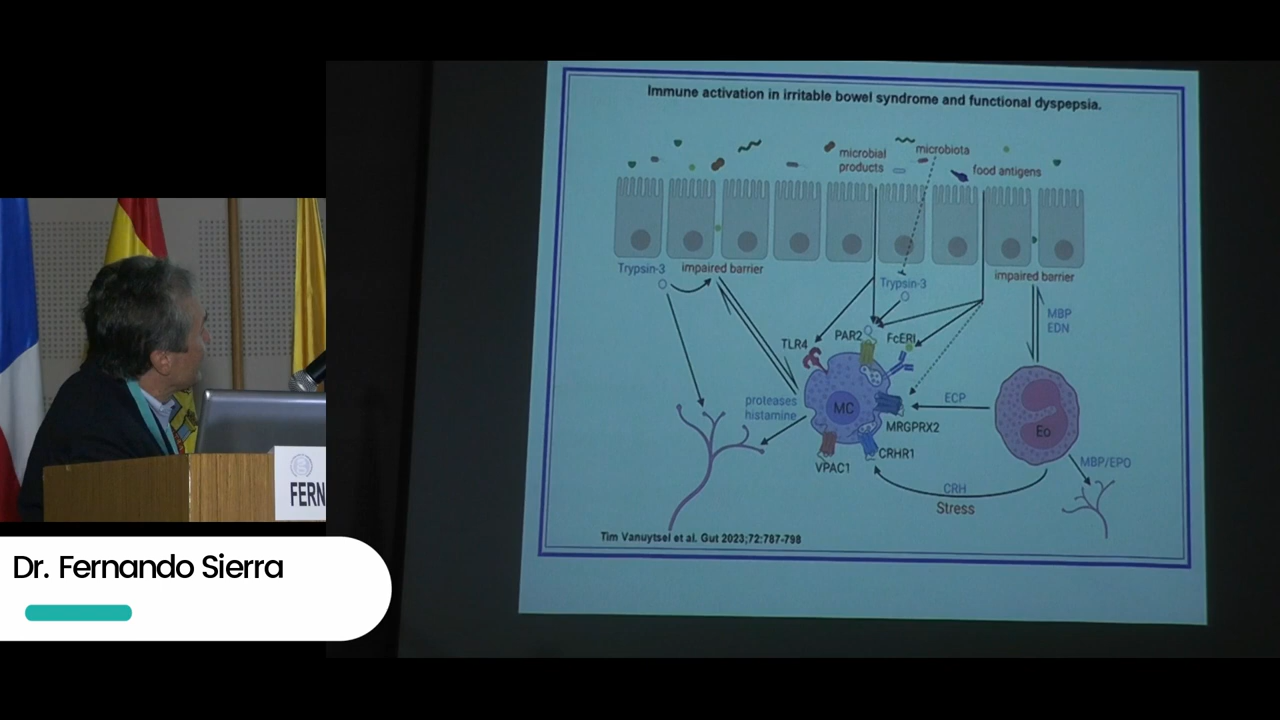 Immune activation in irritable bowel syndrome and functional dyspepsia.
microbial
products
microbiota
food antigens
Trypsin-3
impaired barrier
Trypsin-3
impaired barrier
MBP
EDN
TLR4
PAR2
FcERI
proteases
histamine
MC
ECP
Eo
MRGPRX2
CRHR1
VPAC1
MBP/EPO
CRH
Stress
Tim Vanuytsel et al. Gut 2023;72:787-798
FERN
Dr. Fernando Sierra